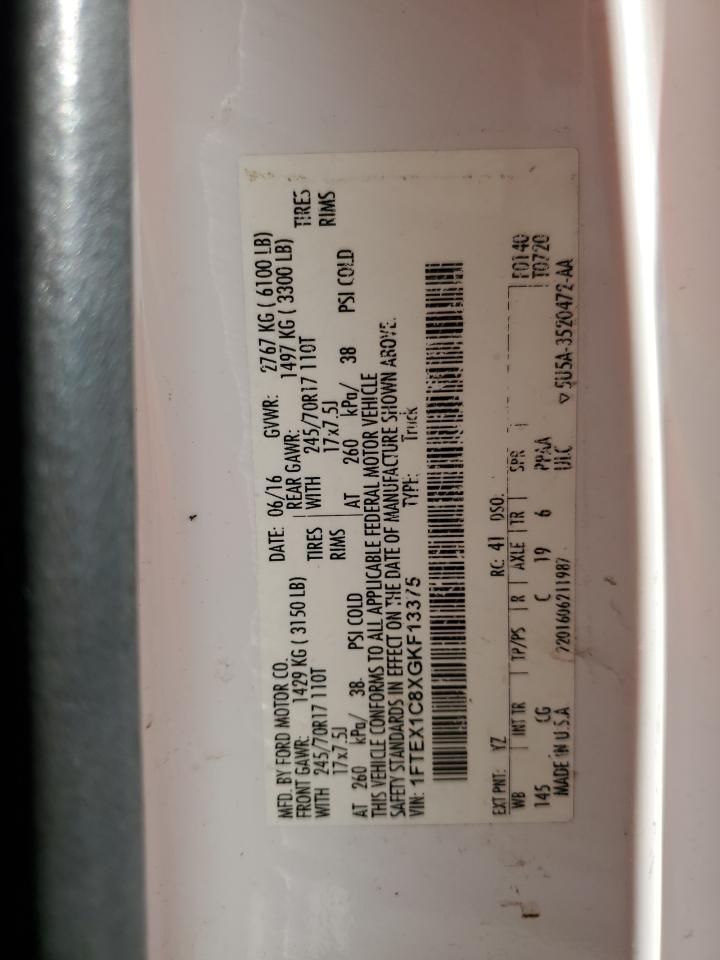 MFD. BY FORD MOTOR CO.
DATE: 06/16 GVWR: 2767 KG ( 6100 LB)
FRONT GAWR: 1429 KG ( 3150 LB) REAR GAWR: 1497 KG ( 3300 LB)
WITH 245/70R17 110T TIRES WITH 245/70R17 110T TIRES
17x7.5J RIMS 17x7.5J RIMS
AT 260 kPa/ 38 PSI COLD AT 260 kPa/ 38 PSI COLD
THIS VEHICLE CONFORMS TO ALL APPLICABLE FEDERAL MOTOR VEHICLE
SAFETY STANDARDS IN EFFECT ON THE DATE OF MANUFACTURE SHOWN ABOVE.
VIN: 1FTEX1C8XGKF13375 TYPE: Truck
EXT PNT: YZ RC: 41 DSO:
WB INT TR TP/PS R AXLE TR SPR F0140
145 CG C 19 6 PPAA T0720
MADE IN U.S.A 2201606211987 ULC ▽ 5U5A-3520472-AA